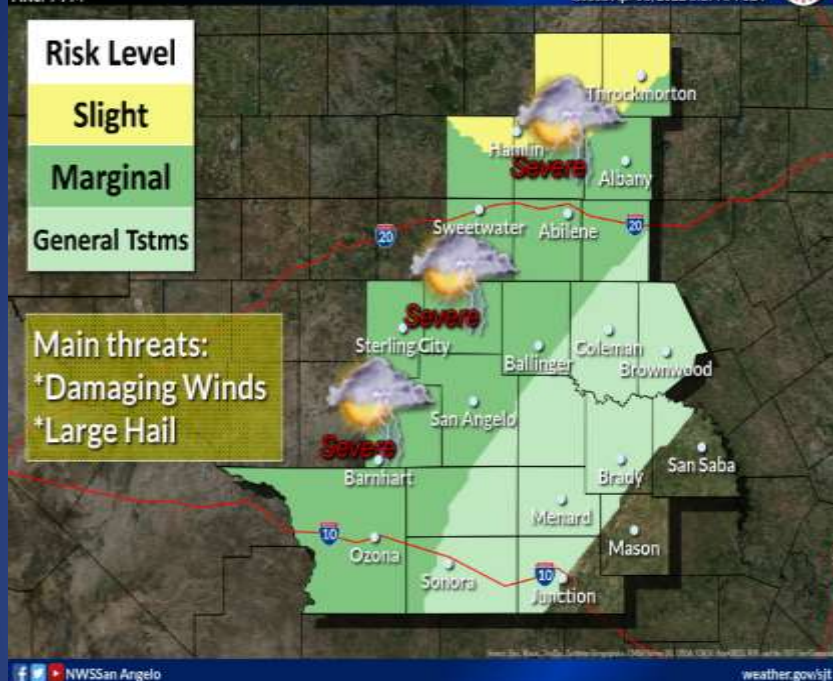 Risk Level
Slight
Marginal
General Tstms
Main threats:
*Damaging Winds
*Large Hail
Throckmorton
Hamlin
Severe
Albany
Sweetwater
Abilene
20
20
Severe
Sterling City
Ballinger
Coleman
Brownwood
San Angelo
Severe
Barnhart
Brady
San Saba
Menard
Mason
10
Ozona
Sonora
10
Junction
NWSSan Angelo
weather.gov/sjt